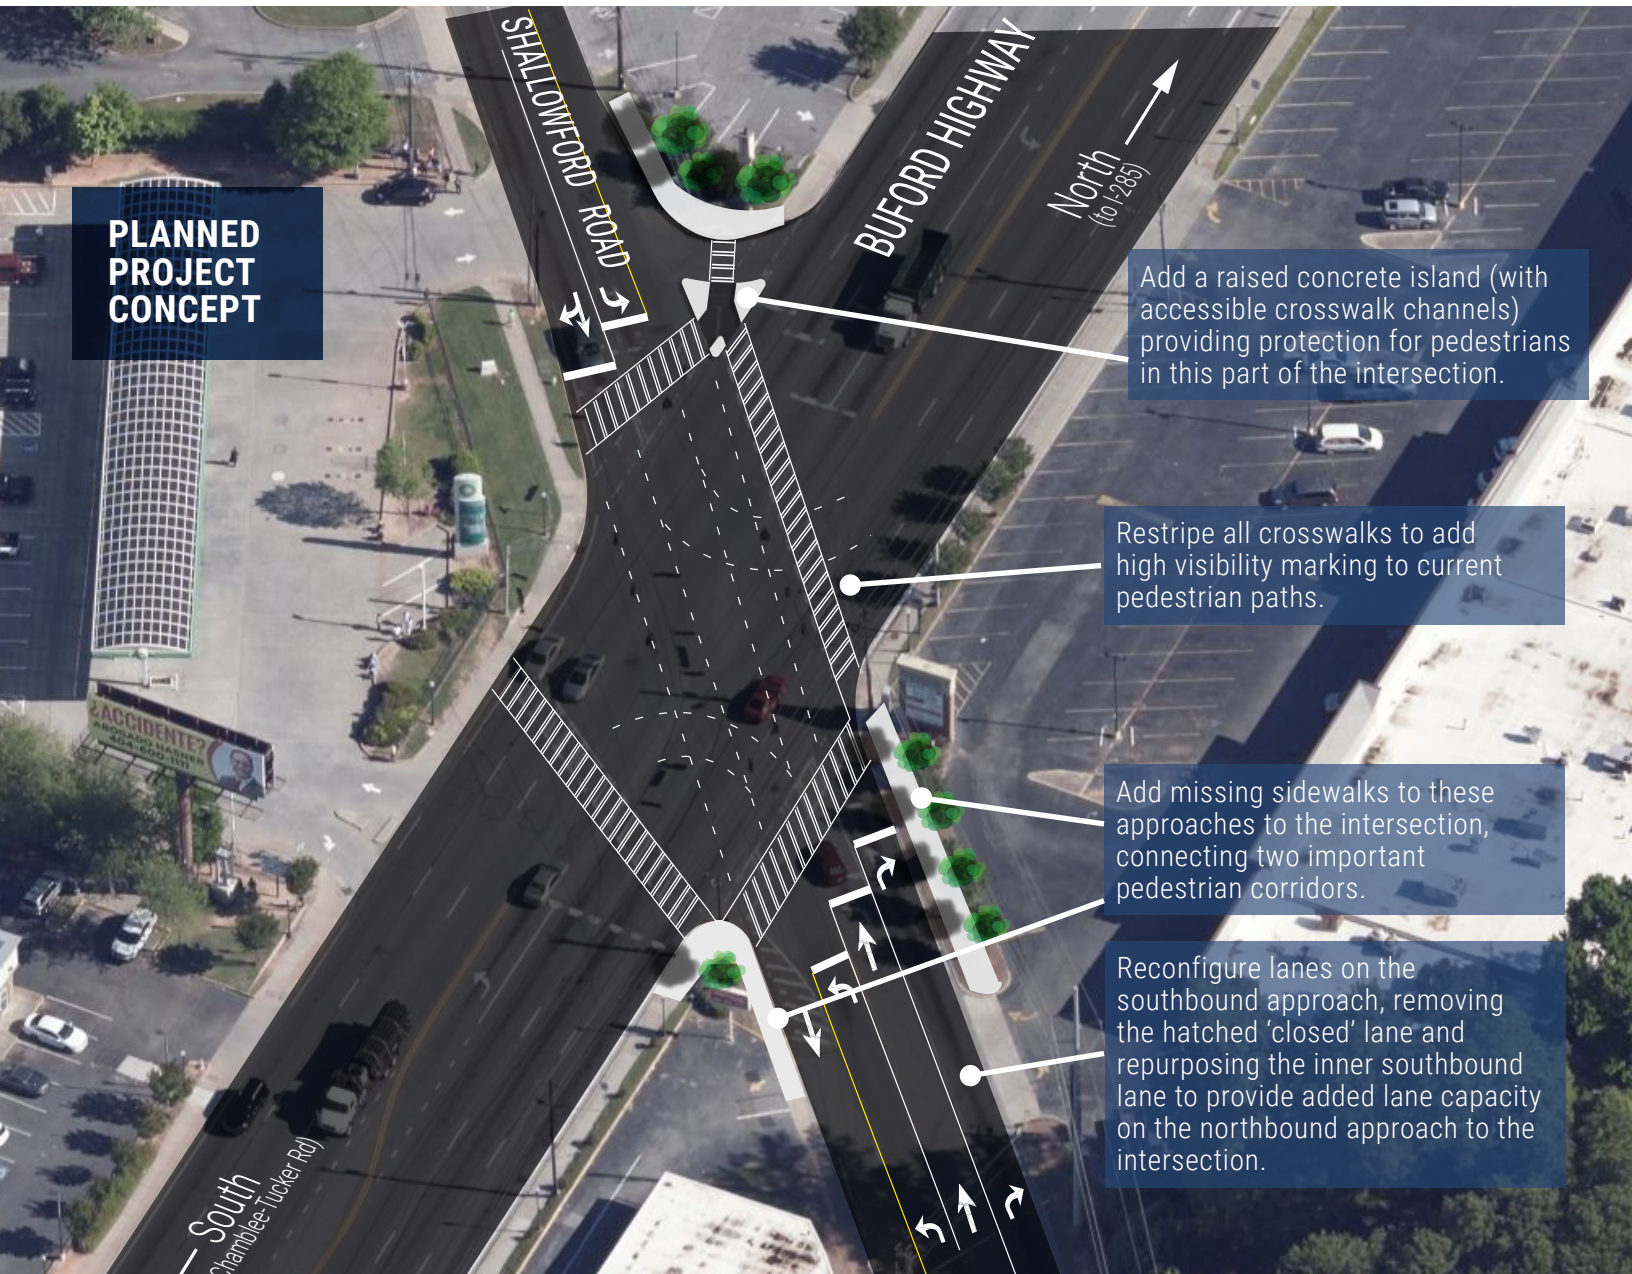 PLANNED
PROJECT
CONCEPT
SHALLOWFORD ROAD
BUFORD HIGHWAY
North
(to I-285)
Add a raised concrete island (with
accessible crosswalk channels)
providing protection for pedestrians
in this part of the intersection.
Restripe all crosswalks to add
high visibility marking to current
pedestrian paths.
¿ACCIDENTE?
Add missing sidewalks to these
approaches to the intersection,
connecting two important
pedestrian corridors.
Reconfigure lanes on the
southbound approach, removing
the hatched ‘closed’ lane and
repurposing the inner southbound
lane to provide added lane capacity
on the northbound approach to the
intersection.
South
Chamblee-Tucker Rd)